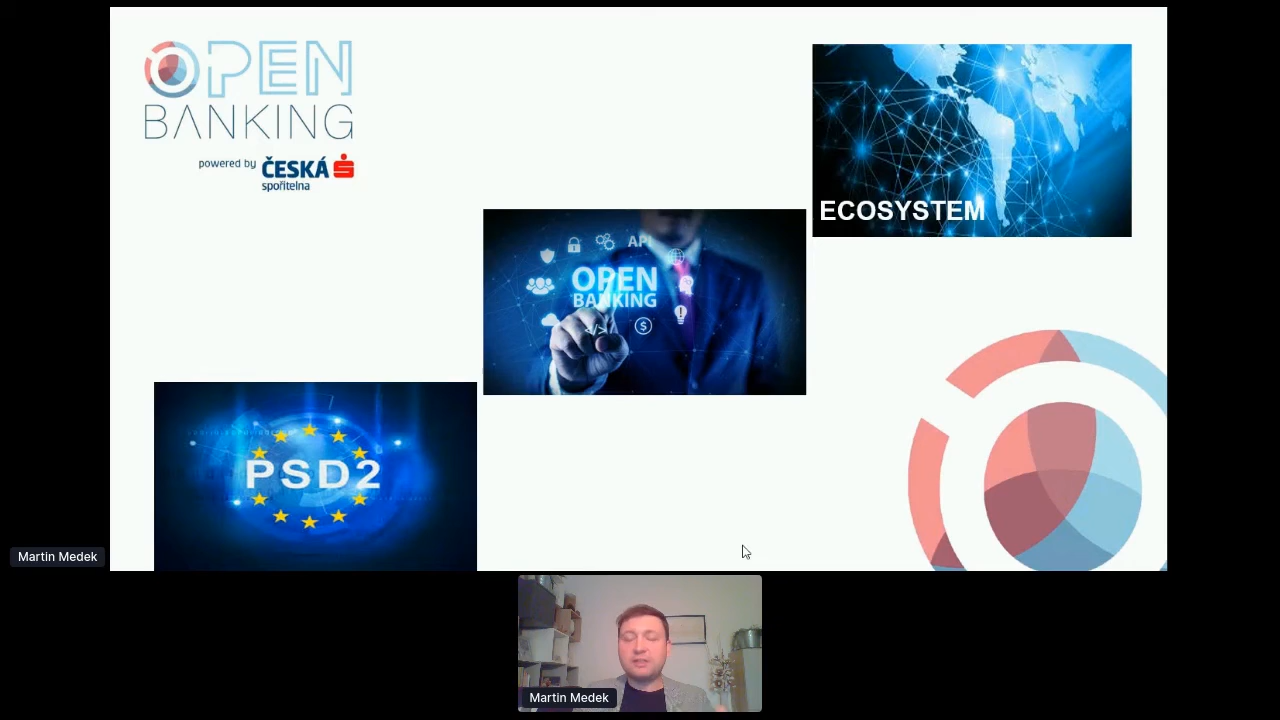 OPEN
BANKING
powered by ČESKÁ
spořitelna
ECOSYSTEM
API
OPEN
BANKING
</>
$
PSD2
Martin Medek
Martin Medek